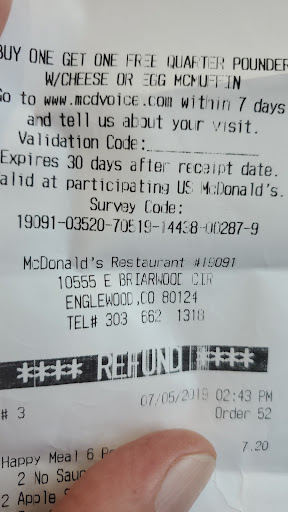 BUY ONE GET ONE FREE QUARTER POUNDER
W/CHEESE OR EGG MCMUFFIN
Go to www.mcdvoice.com within 7 days
and tell us about your visit.
Validation Code:
Expires 30 days after receipt date.
Valid at participating US McDonald's.
Survey Code:
19091-03520-70519-14438-00287-9
McDonald's Restaurant #19091
10555 E BRIARWOOD CIR
ENGLEWOOD,CO 80124
TEL# 303 662 1318
**** REFUND ****
07/05/2019 02:43 PM
# 3 Order 52
Happy Meal 6 7.20
2 No
2 Apple